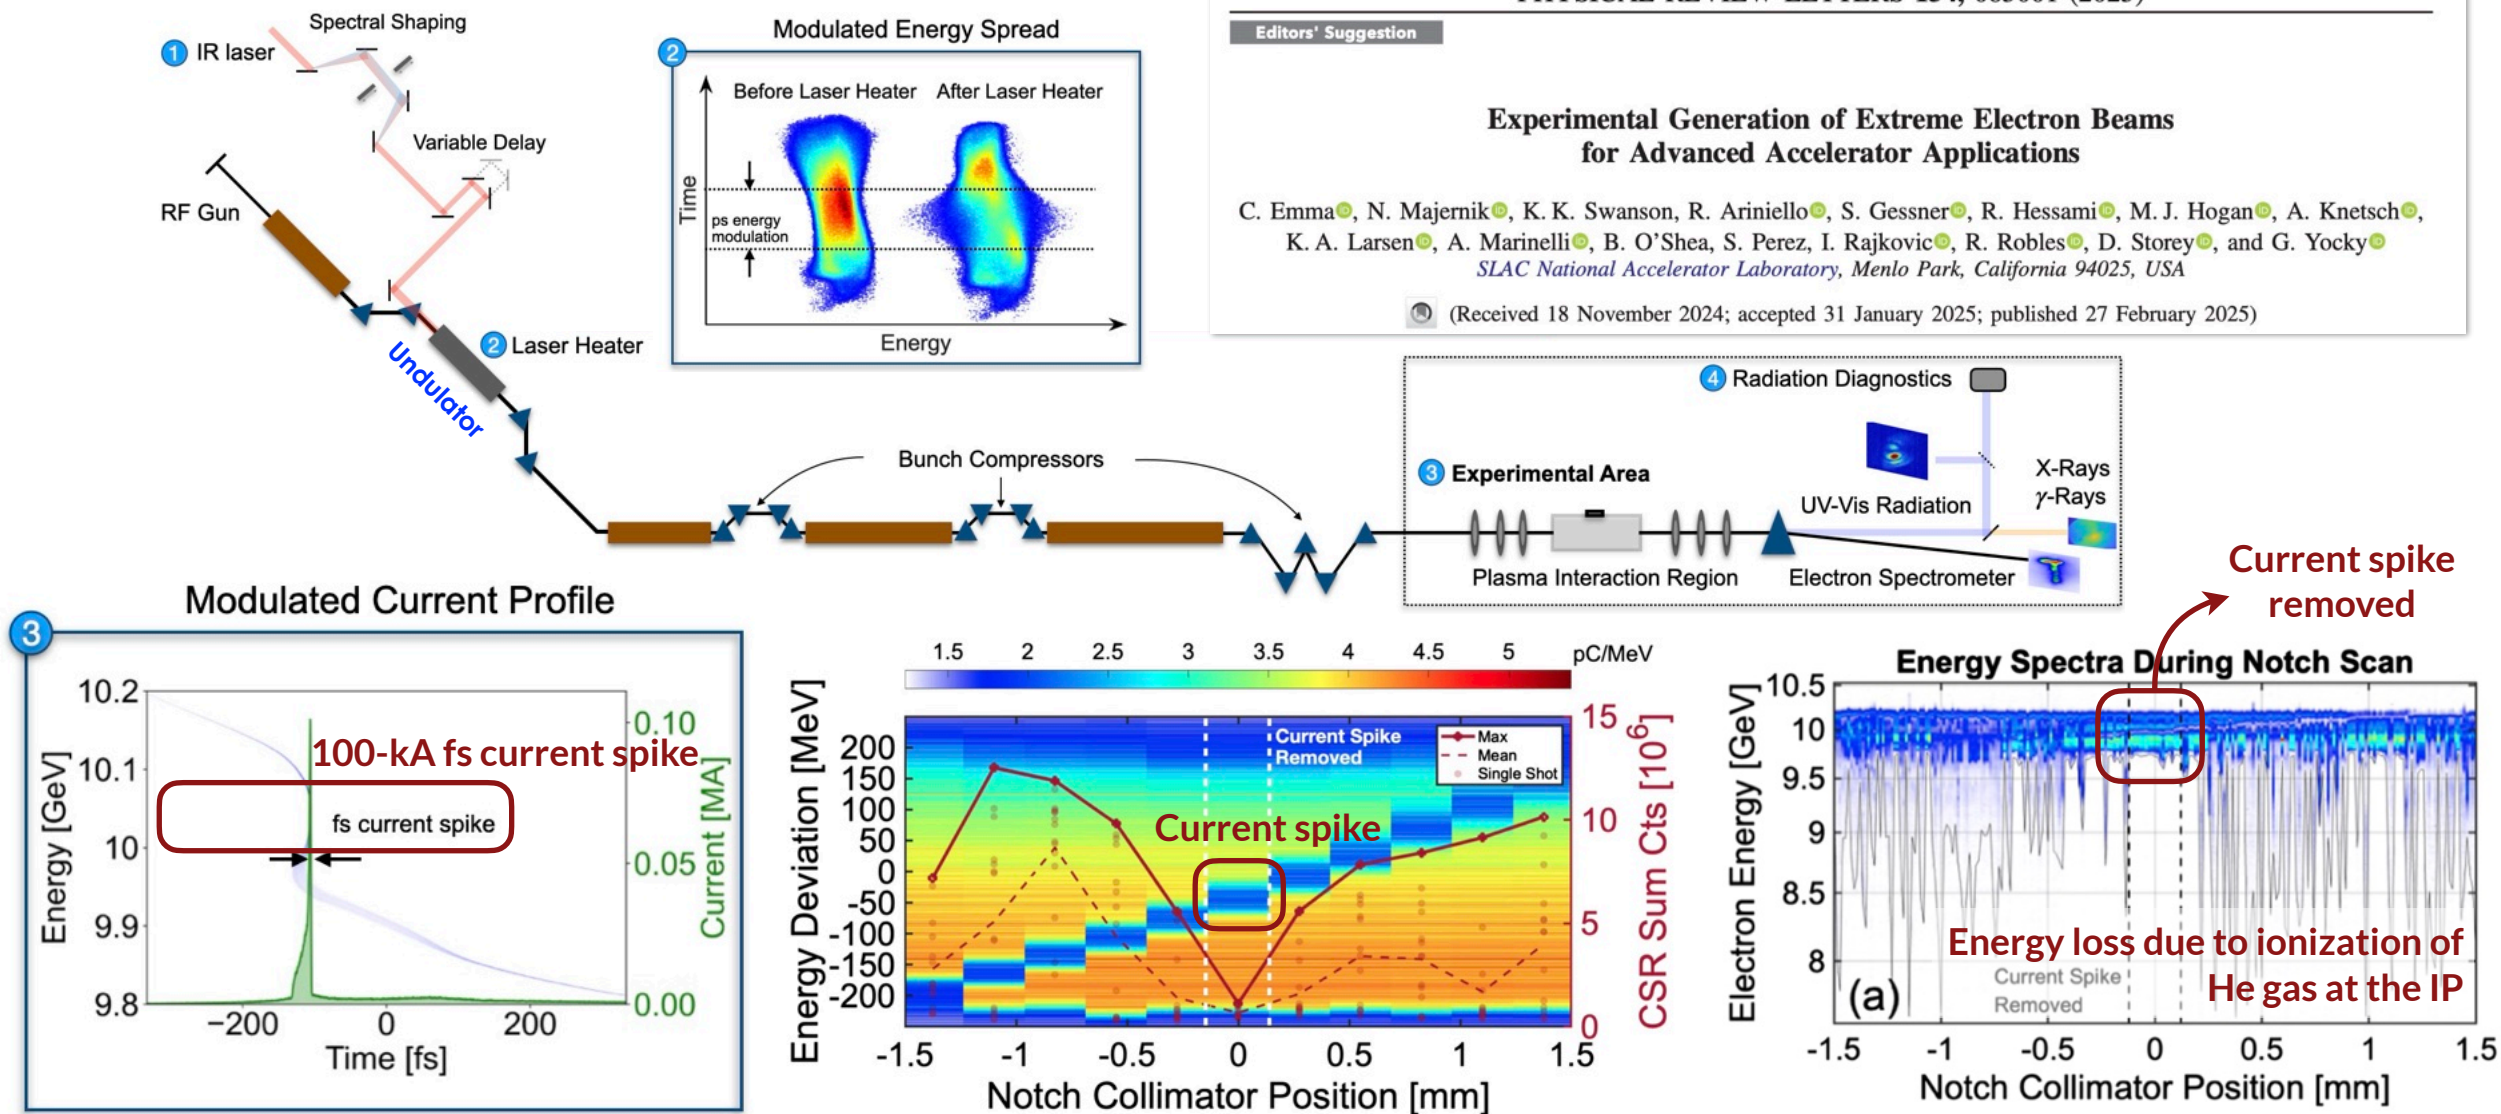 Spectral Shaping
1 IR laser
Variable Delay
RF Gun
2 Laser Heater
Undulator
Modulated Energy Spread
2
Before Laser Heater After Laser Heater
Time
ps energy
modulation
Energy
Editors' Suggestion
Experimental Generation of Extreme Electron Beams
for Advanced Accelerator Applications
C. Emma, N. Majernik, K. K. Swanson, R. Ariniello, S. Gessner, R. Hessami, M. J. Hogan, A. Knetsch,
K. A. Larsen, A. Marinelli, B. O'Shea, S. Perez, I. Rajkovic, R. Robles, D. Storey, and G. Yocky
SLAC National Accelerator Laboratory, Menlo Park, California 94025, USA
(Received 18 November 2024; accepted 31 January 2025; published 27 February 2025)
Bunch Compressors
4 Radiation Diagnostics
3 Experimental Area
X-Rays
γ-Rays
UV-Vis Radiation
Plasma Interaction Region
Electron Spectrometer
Current spike
removed
Modulated Current Profile
3
10.2
10.1
10
9.9
9.8
Energy [GeV]
100-kA fs current spike
fs current spike
0.10
0.05
0.00
Current [MA]
−200 0 200
Time [fs]
1.5 2 2.5 3 3.5 4 4.5 5 pC/MeV
Energy Deviation [MeV]
200
150
100
50
0
-50
-100
-150
-200
Current Spike
Removed
Max
Mean
Single Shot
Current spike
15
10
5
0
CSR Sum Cts [10⁶]
-1.5 -1 -0.5 0 0.5 1 1.5
Notch Collimator Position [mm]
Energy Spectra During Notch Scan
Electron Energy [GeV]
10.5
10
9.5
9
8.5
8
Energy loss due to ionization of
He gas at the IP
Current Spike
Removed
(a)
-1.5 -1 -0.5 0 0.5 1 1.5
Notch Collimator Position [mm]